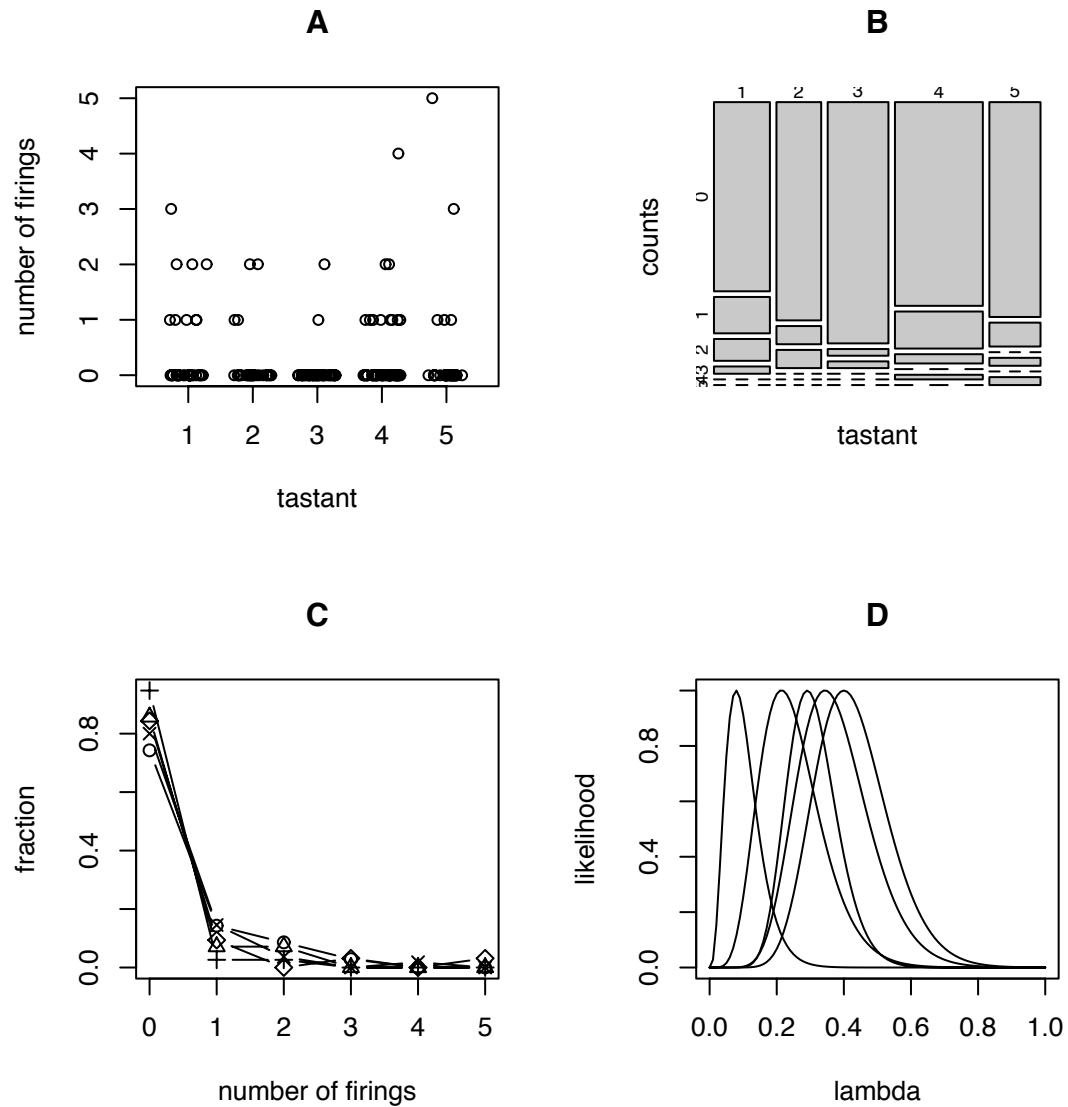 A
number of firings
5
4
3
2
1
0
1 2 3 4 5
tastant
B
1 2 3 4 5
counts
0
1
2
tastant
C
fraction
0.8
0.4
0.0
0 1 2 3 4 5
number of firings
D
likelihood
0.8
0.4
0.0
0.0 0.2 0.4 0.6 0.8 1.0
lambda